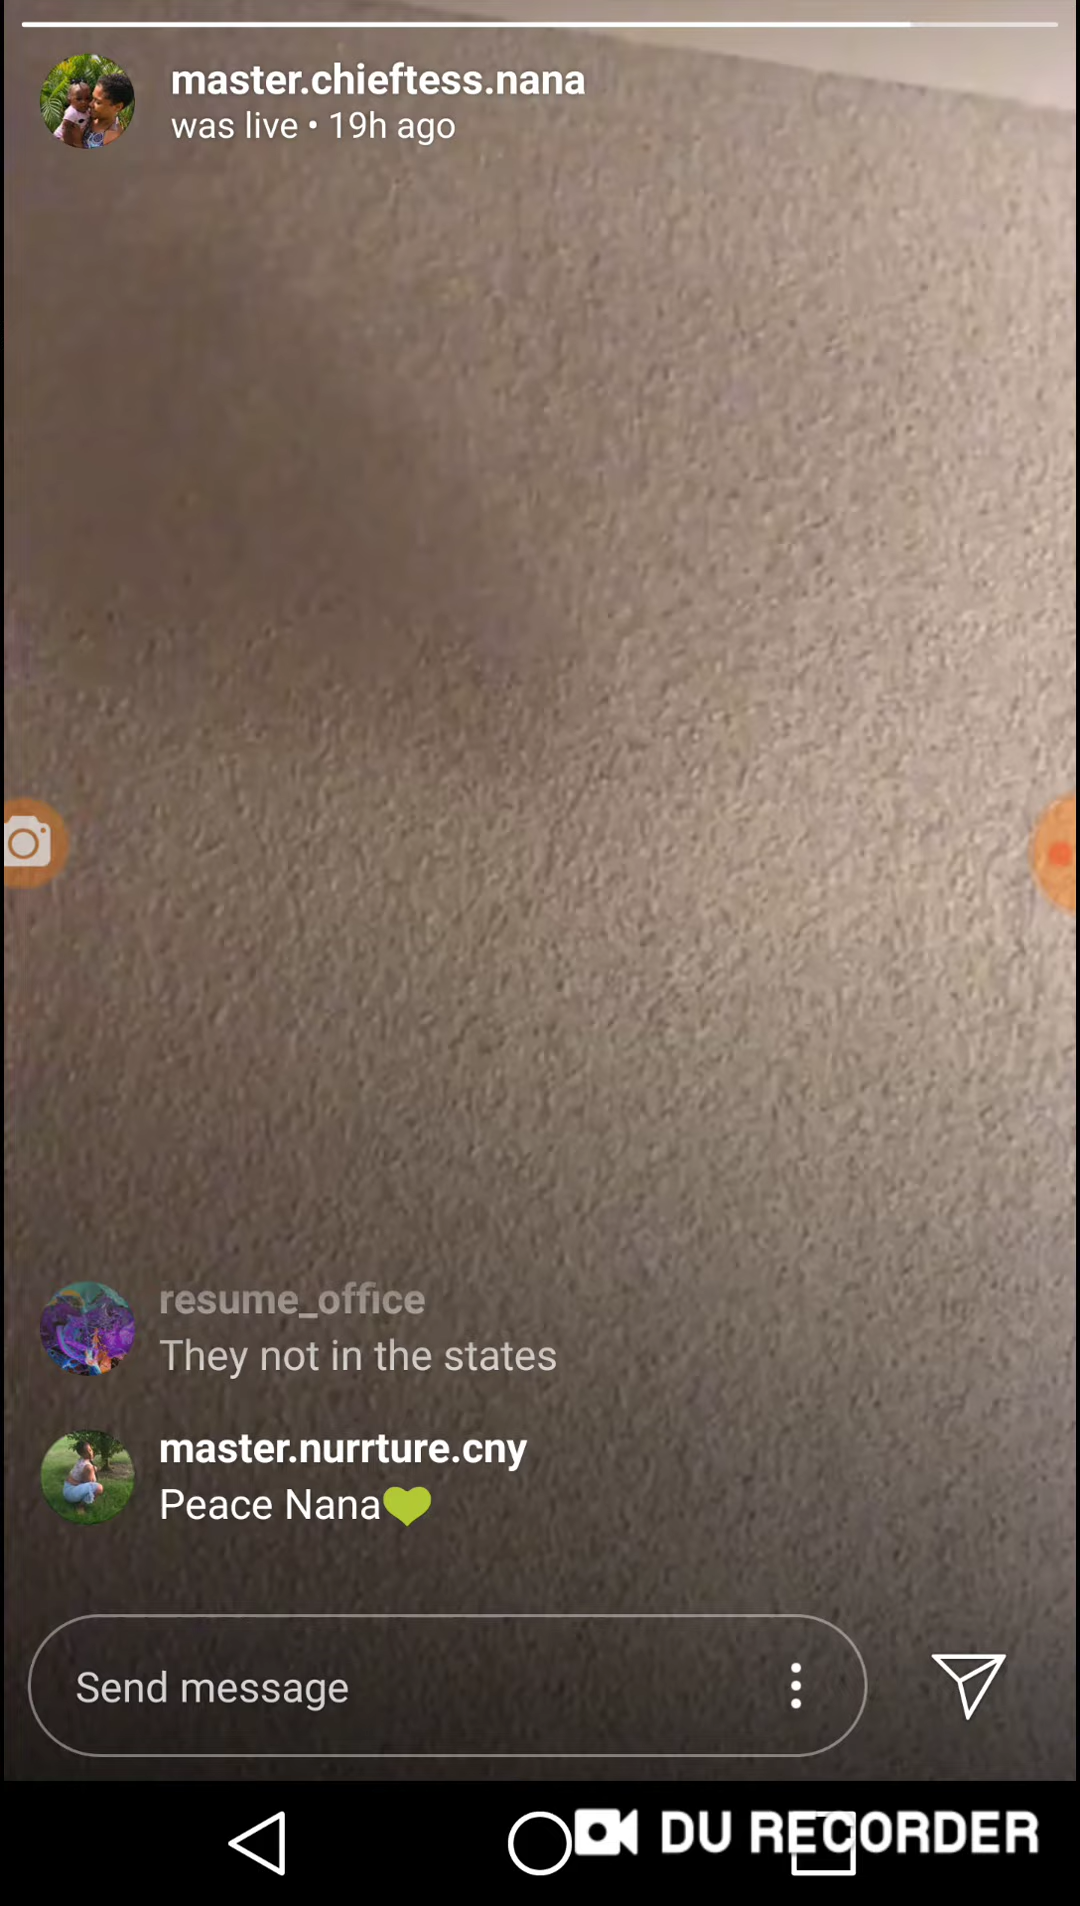 master.chieftess.nana
was live • 19h ago
resume_office
They not in the states
master.nurrture.cny
Peace Nana💚
Send message
DU RECORDER